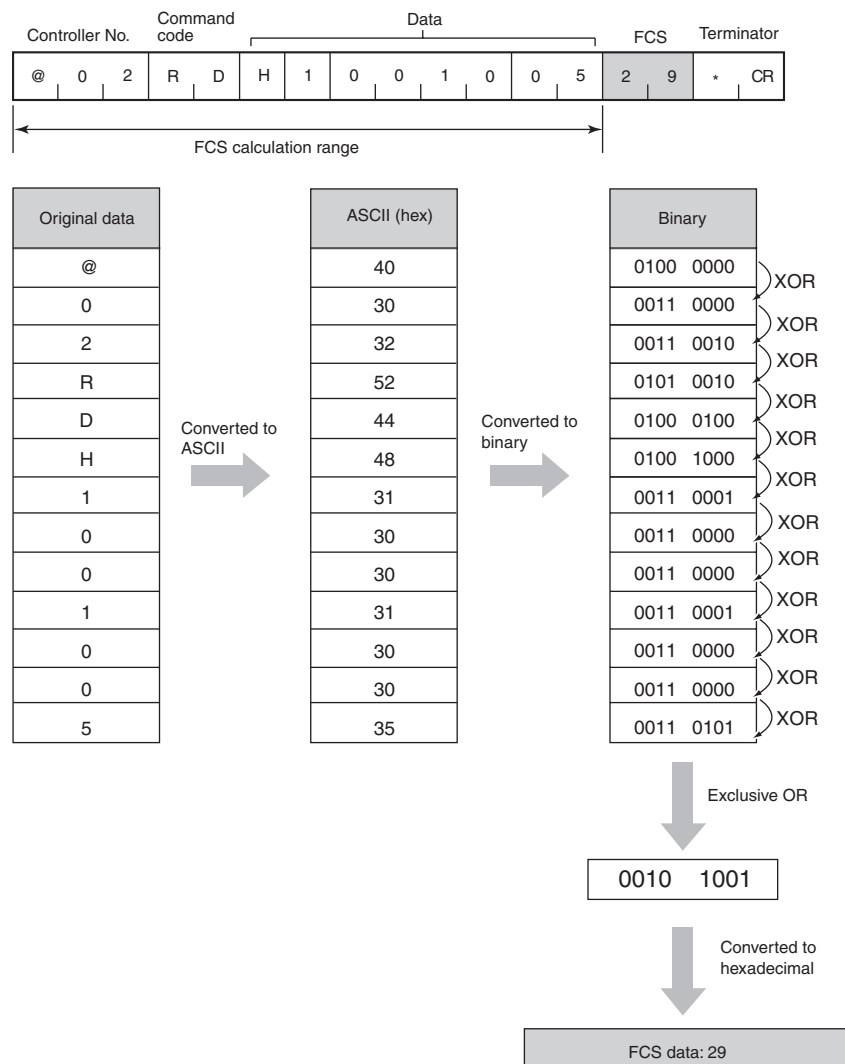 Controller No. Command code Data FCS Terminator
@ 0 2 R D H 1 0 0 1 0 0 5 2 9 * CR
FCS calculation range
Original data ASCII (hex) Binary
@ 40 0100 0000
XOR
0 30 0011 0000
XOR
2 32 0011 0010
XOR
R 52 0101 0010
XOR
D 44 0100 0100
XOR
H 48 0100 1000
XOR
1 31 0011 0001
XOR
0 30 0011 0000
XOR
0 30 0011 0000
XOR
1 31 0011 0001
XOR
0 30 0011 0000
XOR
0 30 0011 0000
XOR
5 35 0011 0101
Converted to
ASCII
Converted to
binary
Exclusive OR
0010 1001
Converted to
hexadecimal
FCS data: 29